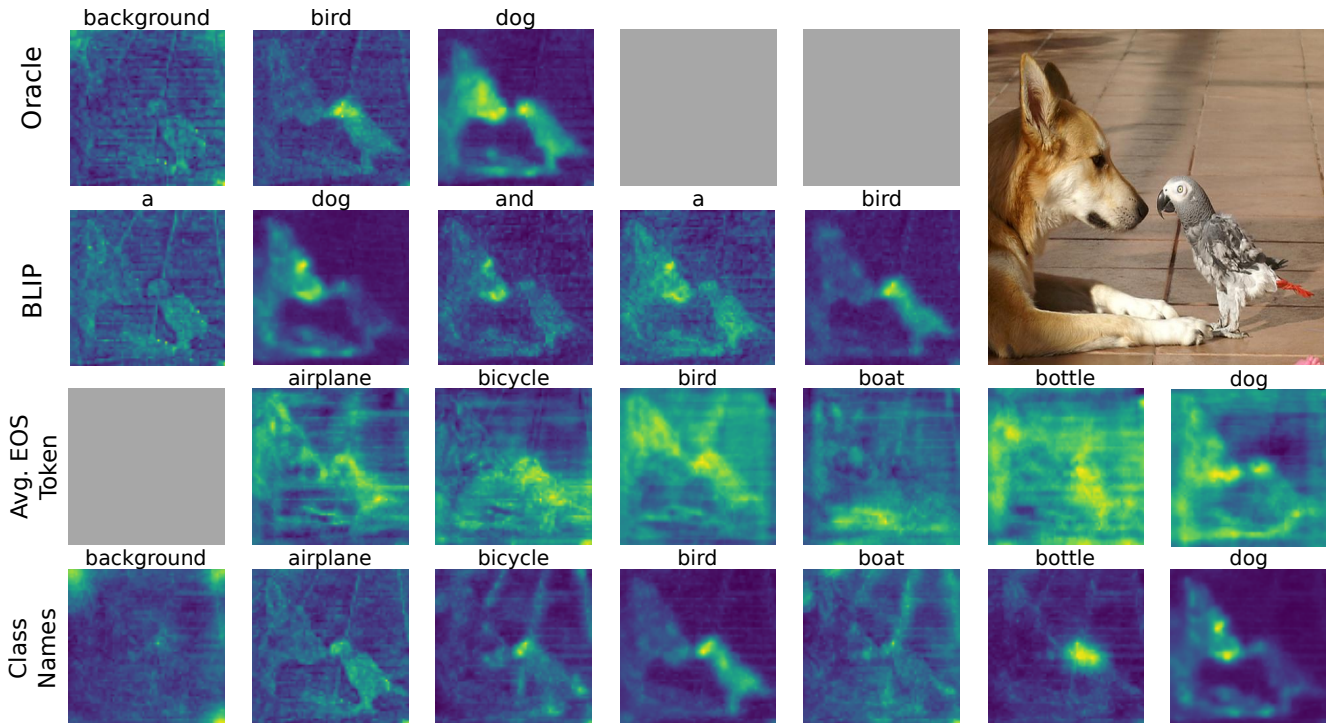 background bird dog
Oracle
a dog and a bird
BLIP
airplane bicycle bird boat bottle dog
Avg. EOS
Token
background airplane bicycle bird boat bottle dog
Class
Names